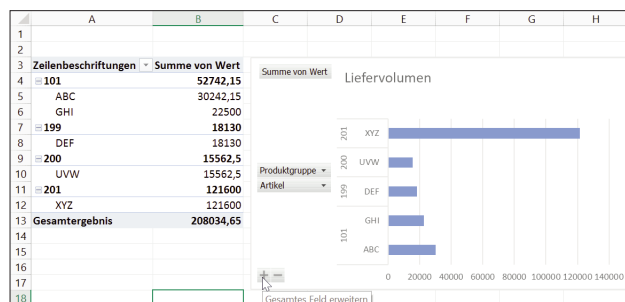 A B C D E F G H
1
2
3 Zeilenbeschriftungen Summe von Wert
4 101 52742,15
5 ABC 30242,15
6 GHI 22500
7 199 18130
8 DEF 18130
9 200 15562,5
10 UVW 15562,5
11 201 121600
12 XYZ 121600
13 Gesamtergebnis 208034,65
14
15
16
17
18
Summe von Wert
Liefervolumen
201 XYZ
200 UVW
199 DEF
101 GHI
ABC
Produktgruppe
Artikel
0 20000 40000 60000 80000 100000 120000 140000
+ −
Gesamtes Feld erweitern